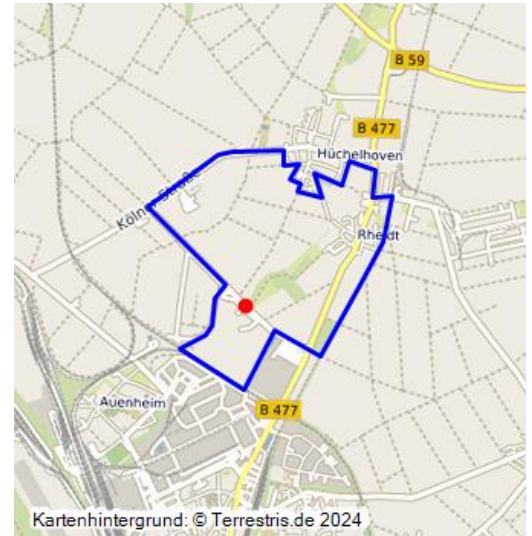 B 59
B 477
Hüchelhoven
Kölner Straße
Rheidt
Auenheim
B 477
Kartenhintergrund: © Terrestris.de 2024